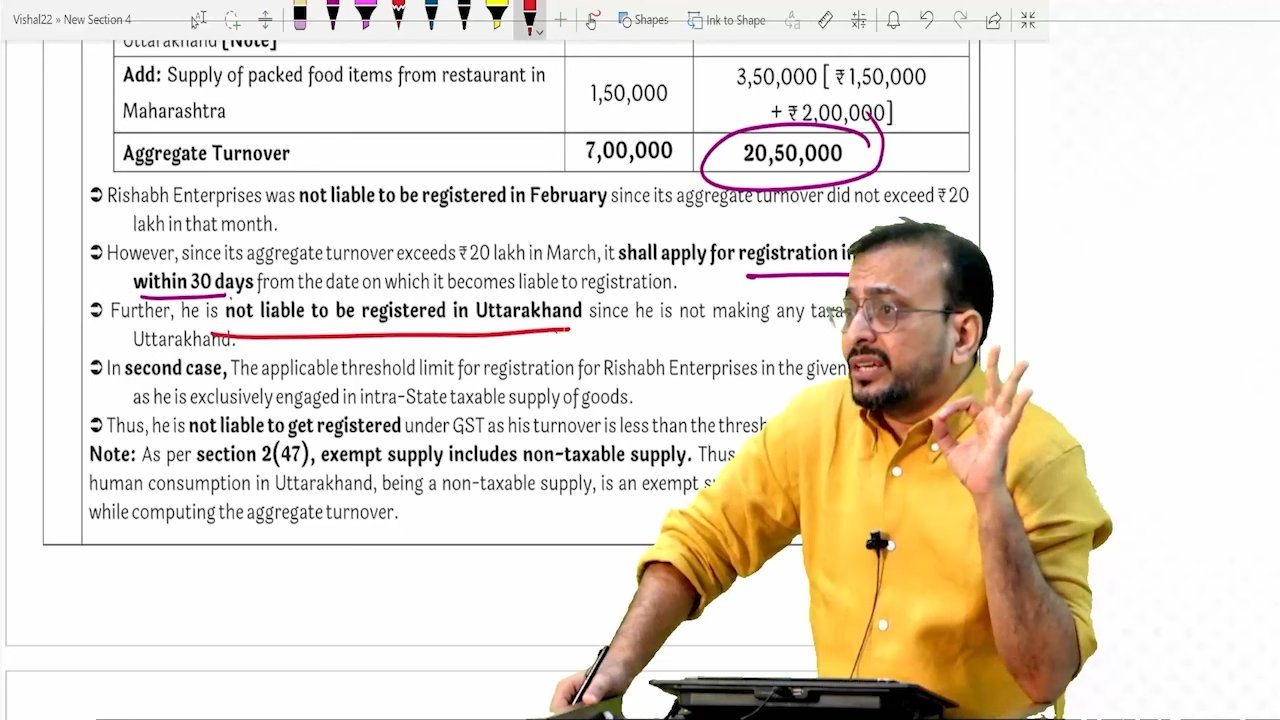 Vishal22 » New Section 4
Shapes
Ink to Shape
Uttarakhand [Note]
Add: Supply of packed food items from restaurant in Maharashtra
1,50,000
3,50,000 [ ₹1,50,000
+ ₹2,00,000]
Aggregate Turnover 7,00,000 20,50,000
➲ Rishabh Enterprises was not liable to be registered in February since its aggregate turnover did not exceed ₹20
lakh in that month.
➲ However, since its aggregate turnover exceeds ₹20 lakh in March, it shall apply for registration
within 30 days from the date on which it becomes liable to registration.
➲ Further, he is not liable to be registered in Uttarakhand since he is not making any
Uttarakhand.
➲ In second case, The applicable threshold limit for registration for Rishabh Enterprises in the given
as he is exclusively engaged in intra-State taxable supply of goods.
➲ Thus, he is not liable to get registered under GST as his turnover is less than the
Note: As per section 2(47), exempt supply includes non-taxable supply. Thus
human consumption in Uttarakhand, being a non-taxable supply, is an exempt
while computing the aggregate turnover.